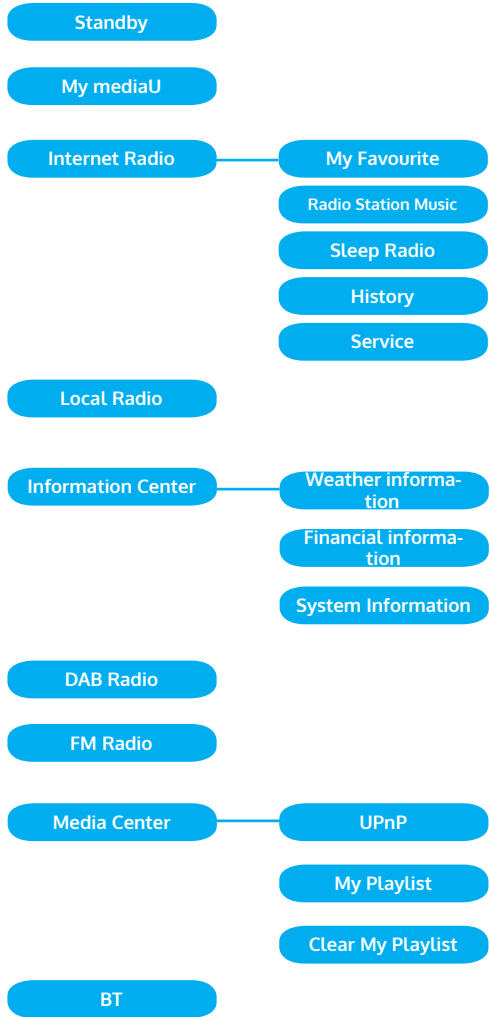 Standby
My mediaU
Internet Radio
My Favourite
Radio Station Music
Sleep Radio
History
Service
Local Radio
Information Center
Weather informa-
tion
Financial informa-
tion
System Information
DAB Radio
FM Radio
Media Center
UPnP
My Playlist
Clear My Playlist
BT